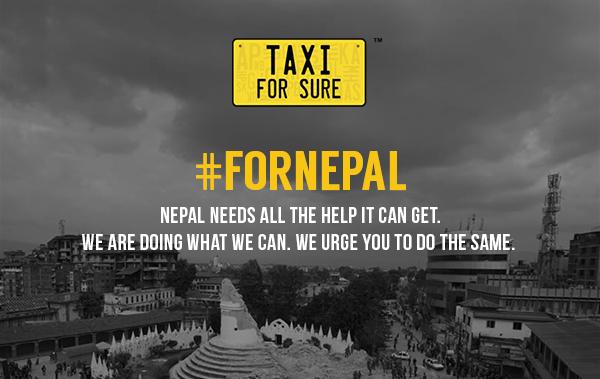 TAXI
FOR SURE
™
#FORNEPAL
NEPAL NEEDS ALL THE HELP IT CAN GET.
WE ARE DOING WHAT WE CAN. WE URGE YOU TO DO THE SAME.